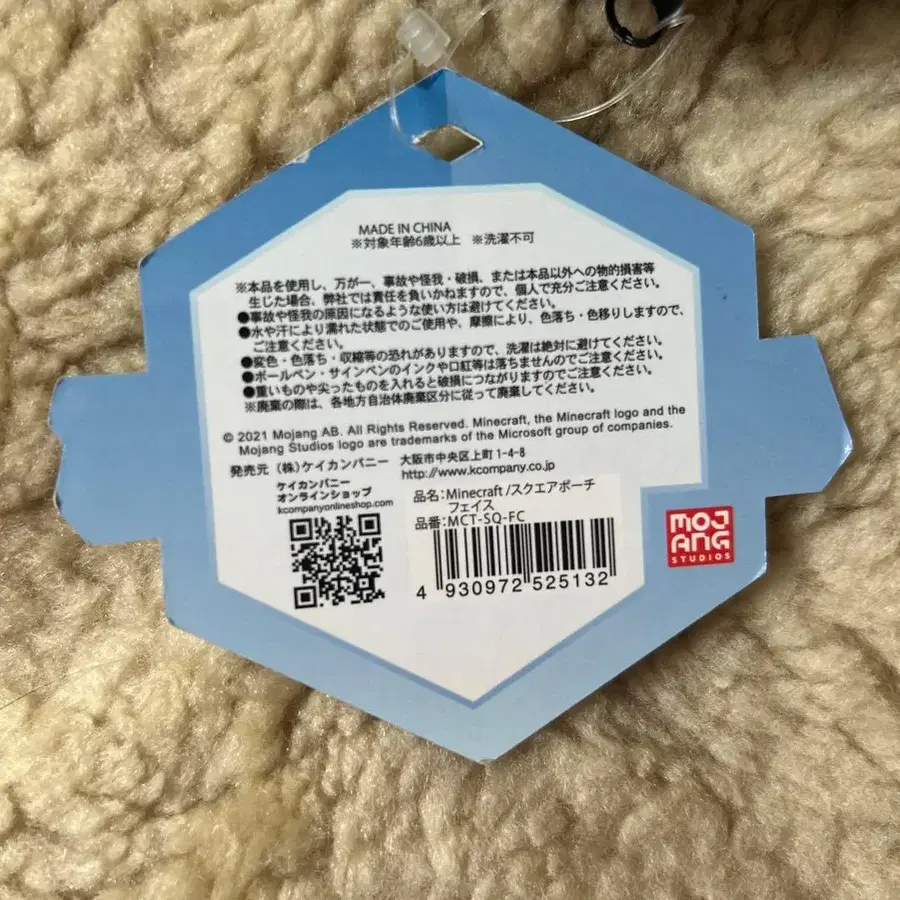 MADE IN CHINA
※対象年齢6歳以上 ※洗濯不可
※本品を使用し、万が一、事故や怪我・破損、または本品以外への物的損害等
生じた場合、弊社では責任を負いかねますので、個人で充分ご注意ください。
●事故や怪我の原因になるような使い方は避けてください。
●水や汗により濡れた状態でのご使用や、摩擦により、色落ち・色移りしますので、
ご注意ください。
●変色・色落ち・収縮等の恐れがありますので、洗濯は絶対に避けてください。
●ボールペン・サインペンのインクや口紅等は落ちませんのでご注意ください。
●重いものや尖ったものを入れると破損につながりますのでご注意ください。
※廃棄の際は、各地方自治体廃棄区分に従って廃棄してください。
© 2021 Mojang AB. All Rights Reserved. Minecraft, the Minecraft logo and the
Mojang Studios logo are trademarks of the Microsoft group of companies.
発売元 (株)ケイカンパニー 大阪市中央区上町 1-4-8
http://www.kcompany.co.jp
ケイカンパニー
オンラインショップ
kcompanyonlineshop.com
品名:Minecraft /スクエアポーチ
フェイス
品番:MCT-SQ-FC
4 930972 525132
MOJ
ANG
STUDIOS